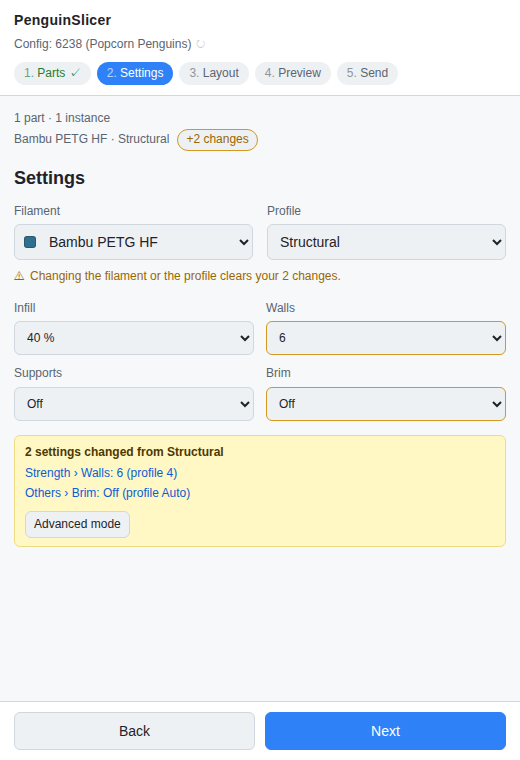 PenguinSlicer
Config: 6238 (Popcorn Penguins) ↻
1. Parts ✓ 2. Settings 3. Layout 4. Preview 5. Send
1 part · 1 instance
Bambu PETG HF · Structural +2 changes
Settings
Filament Profile
Bambu PETG HF Structural
⚠ Changing the filament or the profile clears your 2 changes.
Infill Walls
40 % 6
Supports Brim
Off Off
2 settings changed from Structural
Strength › Walls: 6 (profile 4)
Others › Brim: Off (profile Auto)
Advanced mode
Back Next